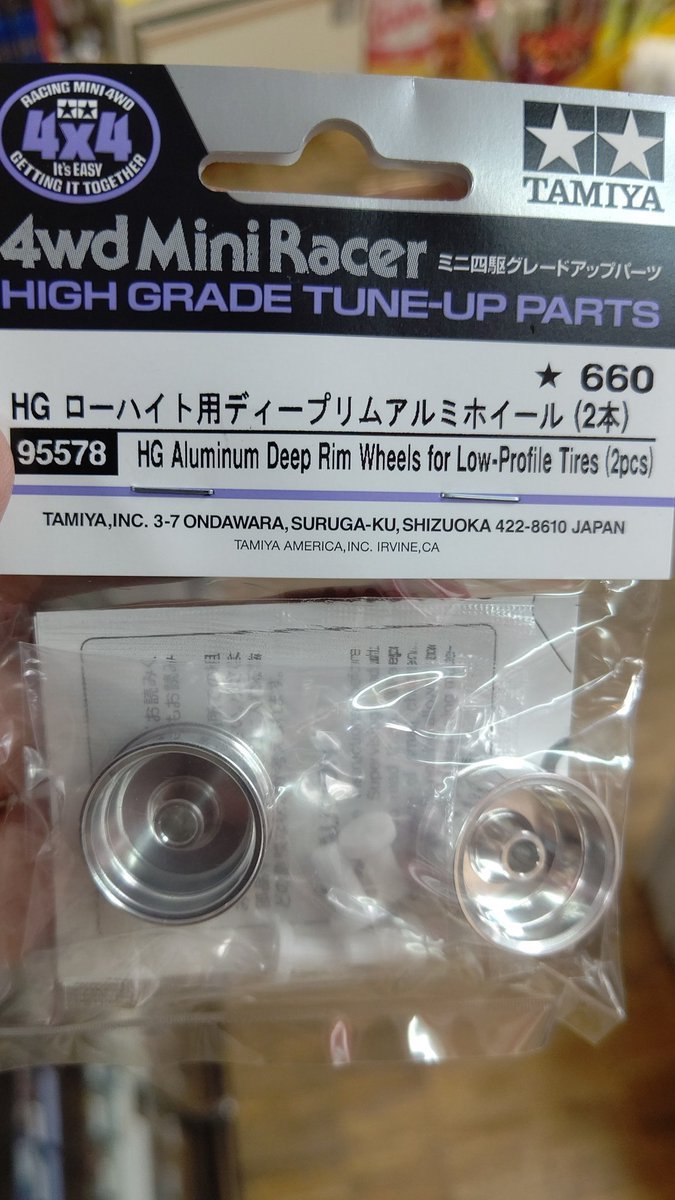 RACING MINI 4WD
4x4
It's EASY
GETTING IT TOGETHER
TAMIYA
4wd Mini Racer
ミニ四駆グレードアップパーツ
HIGH GRADE TUNE-UP PARTS
★ 660
HG ローハイト用ディープリムアルミホイール (2本)
95578 HG Aluminum Deep Rim Wheels for Low-Profile Tires (2pcs)
TAMIYA,INC. 3-7 ONDAWARA, SURUGA-KU, SHIZUOKA 422-8610 JAPAN
TAMIYA AMERICA,INC. IRVINE,CA